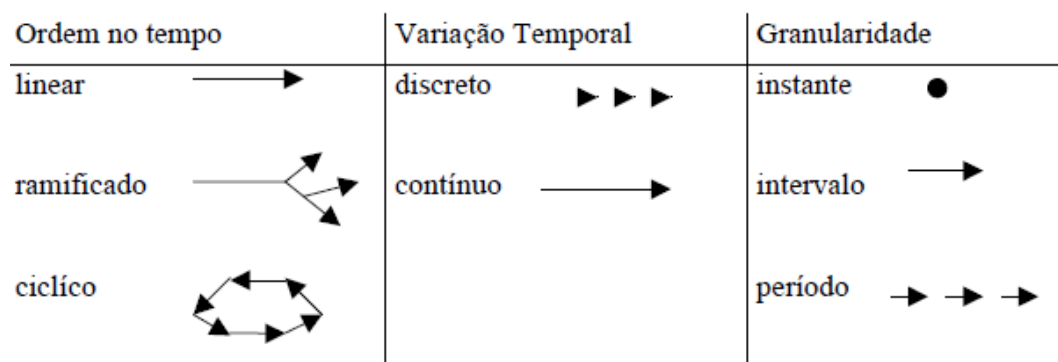 Ordem no tempo
Variação Temporal
Granularidade
linear
discreto
instante
ramificado
contínuo
intervalo
ciclíco
período